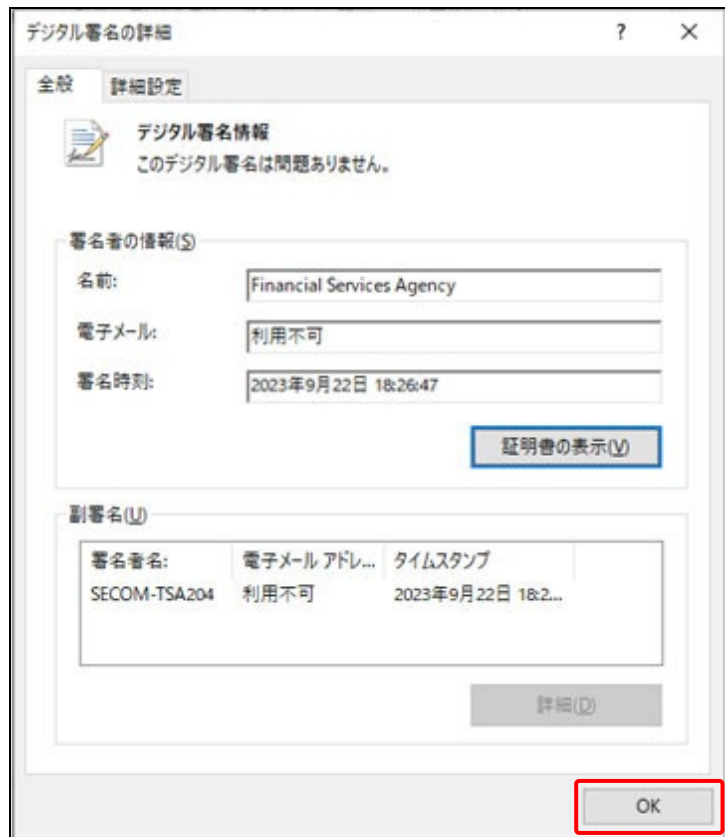 デジタル署名の詳細 ? ×
全般 詳細設定
デジタル署名情報
このデジタル署名は問題ありません。
署名者の情報(S)
名前: Financial Services Agency
電子メール: 利用不可
署名時刻: 2023年9月22日 18:26:47
証明書の表示(V)
副署名(U)
署名者名: 電子メール アドレ... タイムスタンプ
SECOM-TSA204 利用不可 2023年9月22日 18:2...
詳細(D)
OK